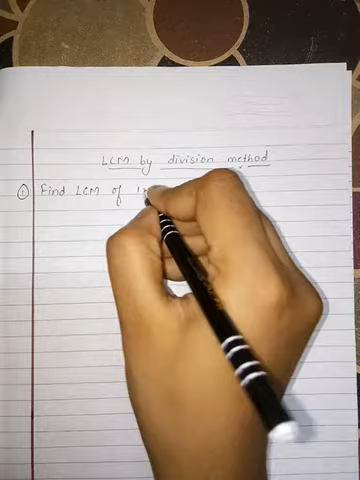 LCM by division method
① Find LCM of